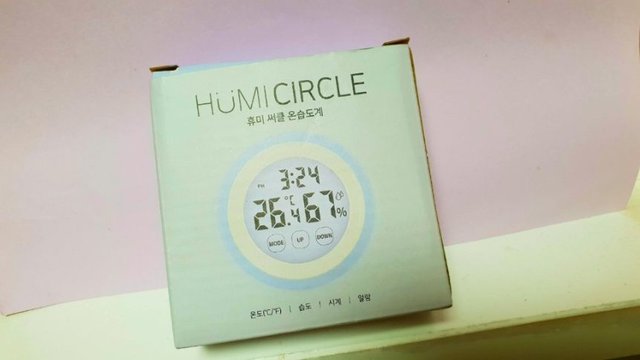 HüMI CIRCLE
휴미 써클 온습도계
PM 3:24
26.4 °C 67 %
MODE UP DOWN
온도(℃/℉) | 습도 | 시계 | 알람